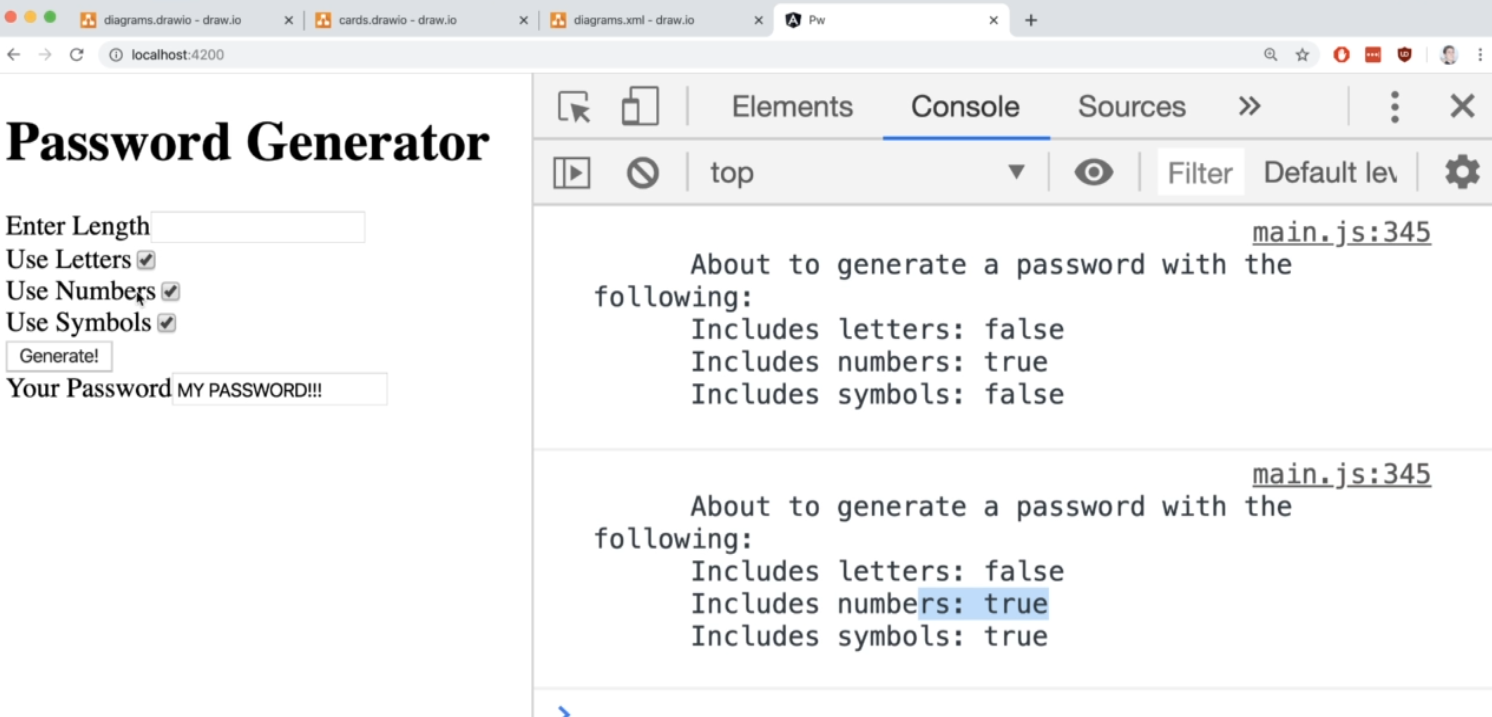 diagrams.drawio - draw.io
cards.drawio - draw.io
diagrams.xml - draw.io
Pw
localhost:4200
Password Generator
Enter Length
Use Letters
Use Numbers
Use Symbols
Generate!
Your Password MY PASSWORD!!!
Elements Console Sources
top Filter Default lev
main.js:345
About to generate a password with the
following:
Includes letters: false
Includes numbers: true
Includes symbols: false
main.js:345
About to generate a password with the
following:
Includes letters: false
Includes numbers: true
Includes symbols: true